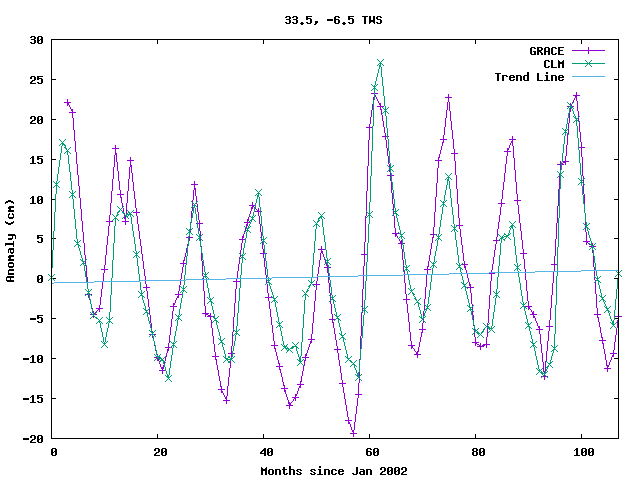 33.5, -6.5 TWS
GRACE
CLM
Trend Line
30
25
20
15
10
5
0
-5
-10
-15
-20
Anomaly (cm)
0 20 40 60 80 100
Months since Jan 2002